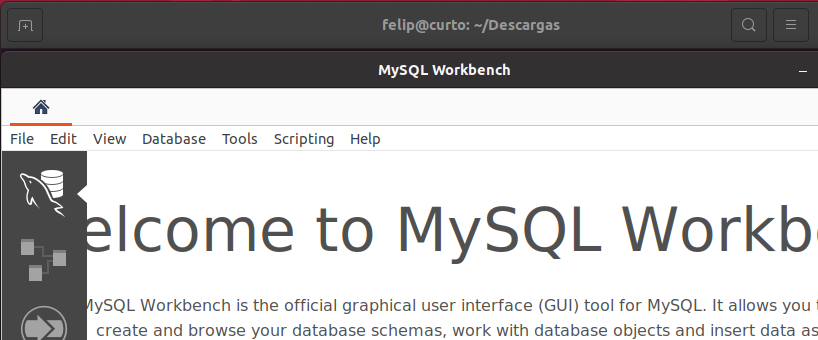 felip@curto: ~/Descargas
MySQL Workbench
File Edit View Database Tools Scripting Help
elcome to MySQL Workb
MySQL Workbench is the official graphical user interface (GUI) tool for MySQL. It allows you
create and browse your database schemas, work with database objects and insert data as